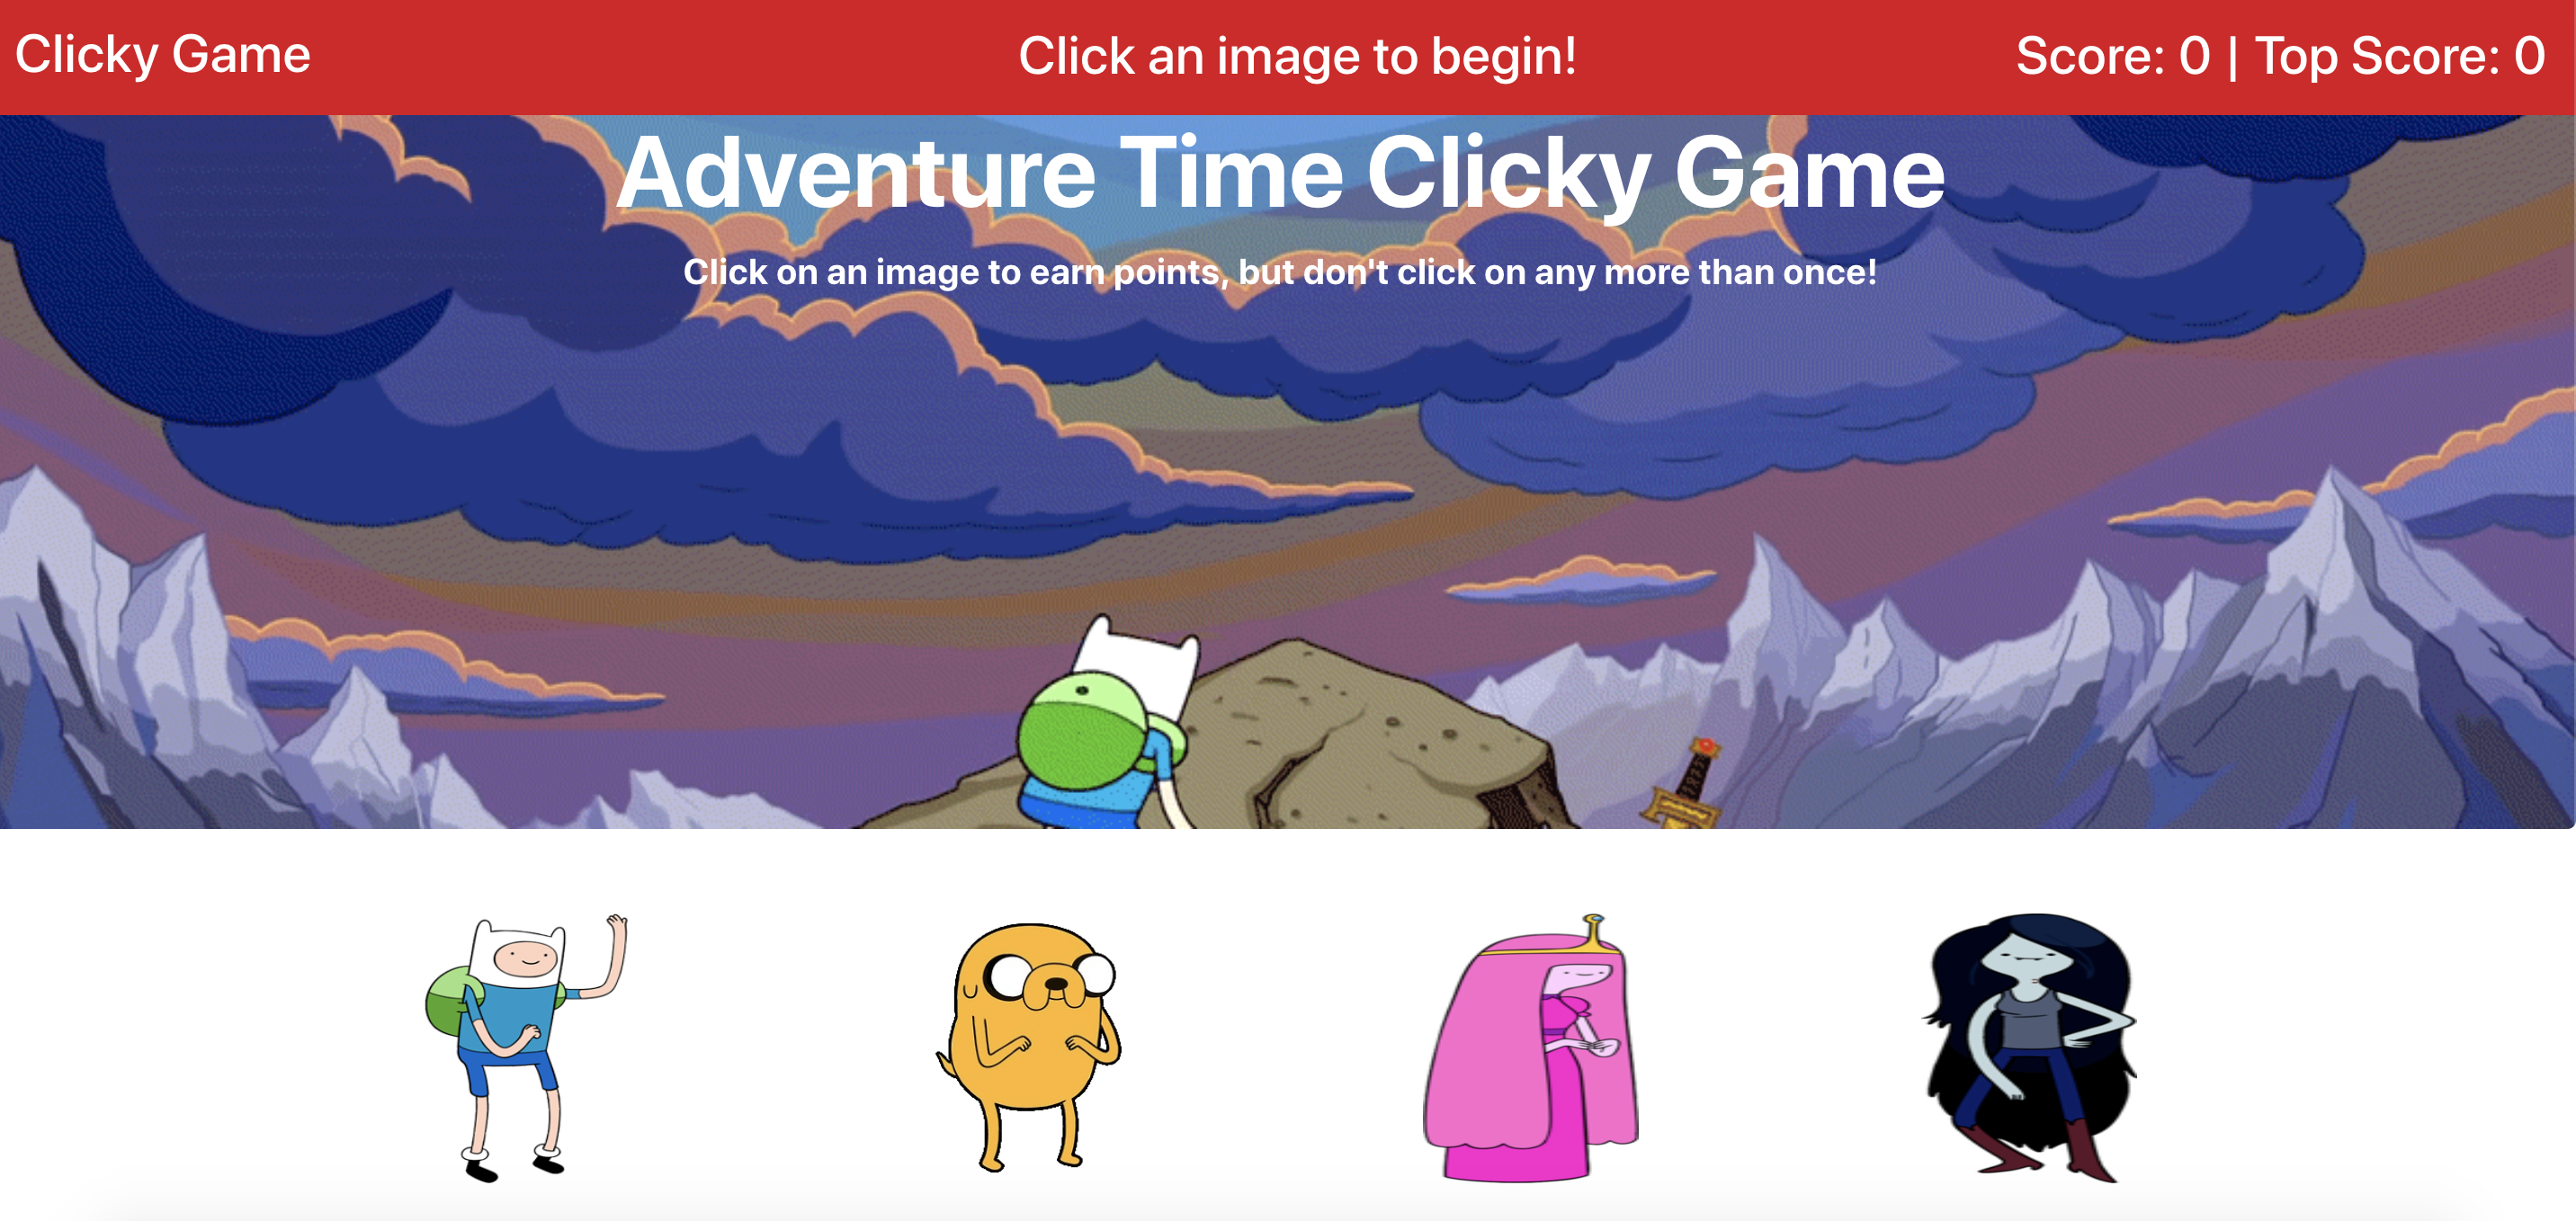 Clicky Game
Click an image to begin!
Score: 0 | Top Score: 0
Adventure Time Clicky Game
Click on an image to earn points, but don't click on any more than once!